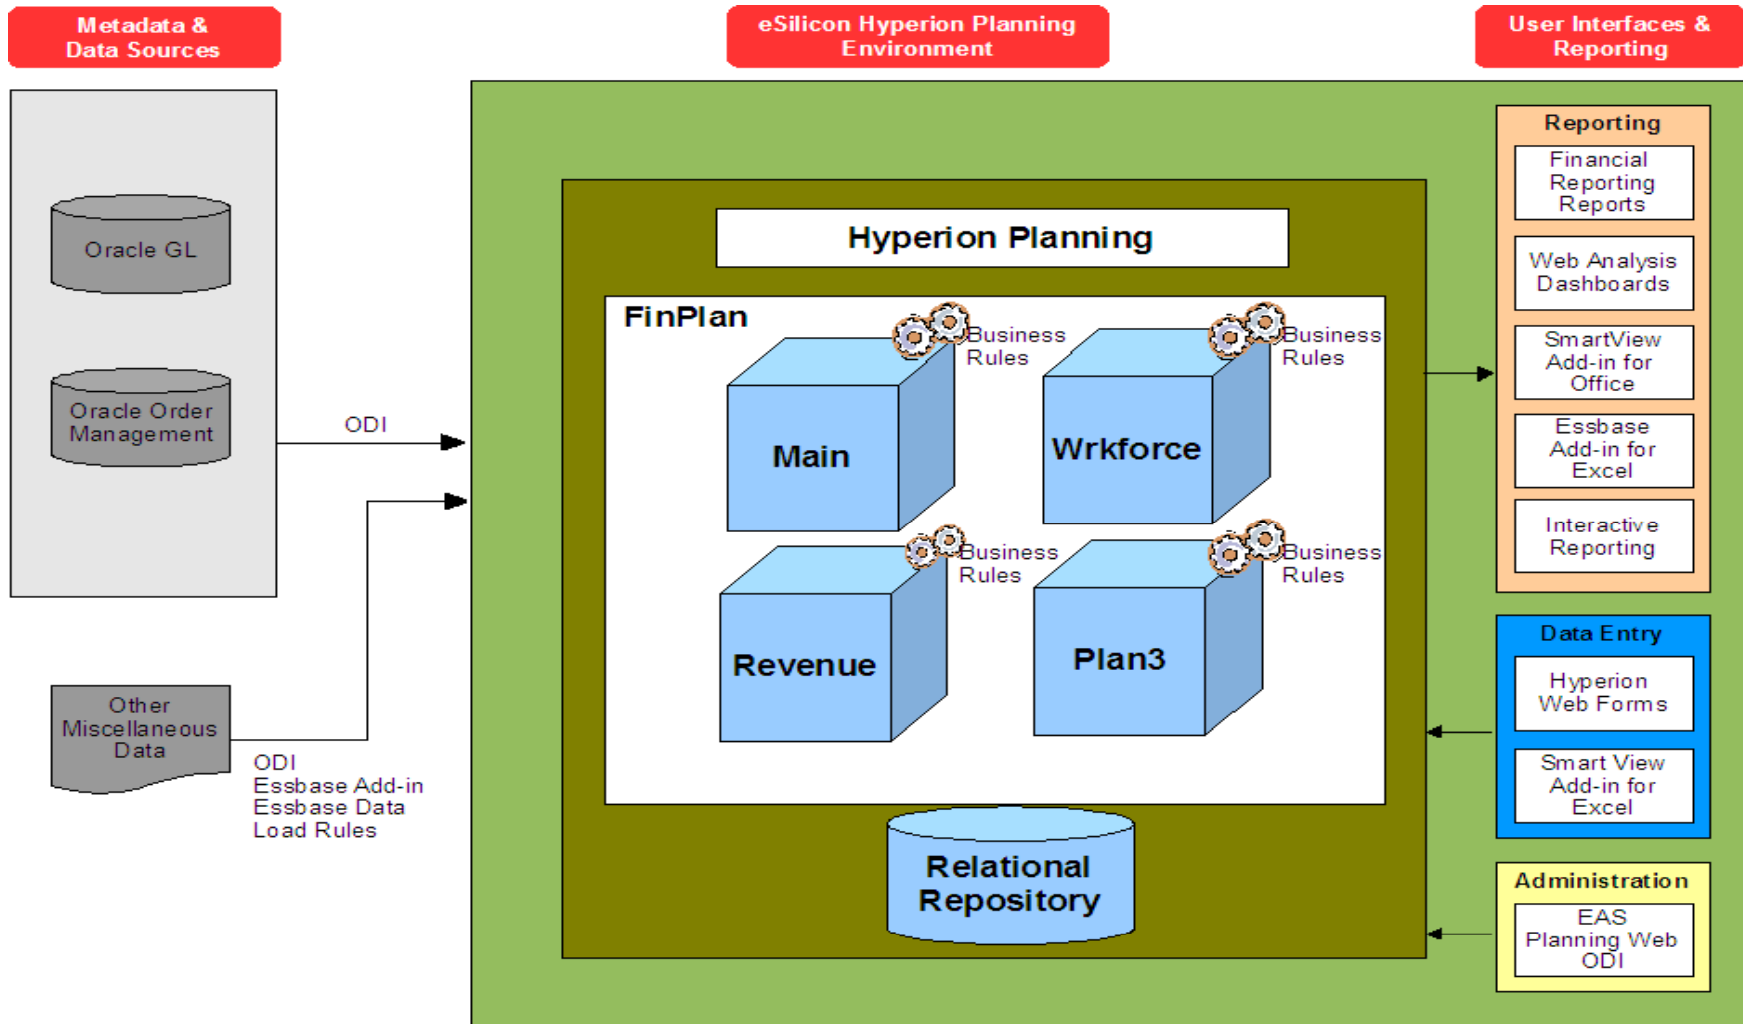 Metadata &
Data Sources
eSilicon Hyperion Planning
Environment
User Interfaces &
Reporting
Oracle GL
Oracle Order
Management
ODI
Other
Miscellaneous
Data
ODI
Essbase Add-in
Essbase Data
Load Rules
Hyperion Planning
FinPlan
Main
Business
Rules
Wrkforce
Business
Rules
Revenue
Business
Rules
Plan3
Business
Rules
Relational
Repository
Reporting
Financial
Reporting
Reports
Web Analysis
Dashboards
SmartView
Add-in for
Office
Essbase
Add-in for
Excel
Interactive
Reporting
Data Entry
Hyperion
Web Forms
Smart View
Add-in for
Excel
Administration
EAS
Planning Web
ODI